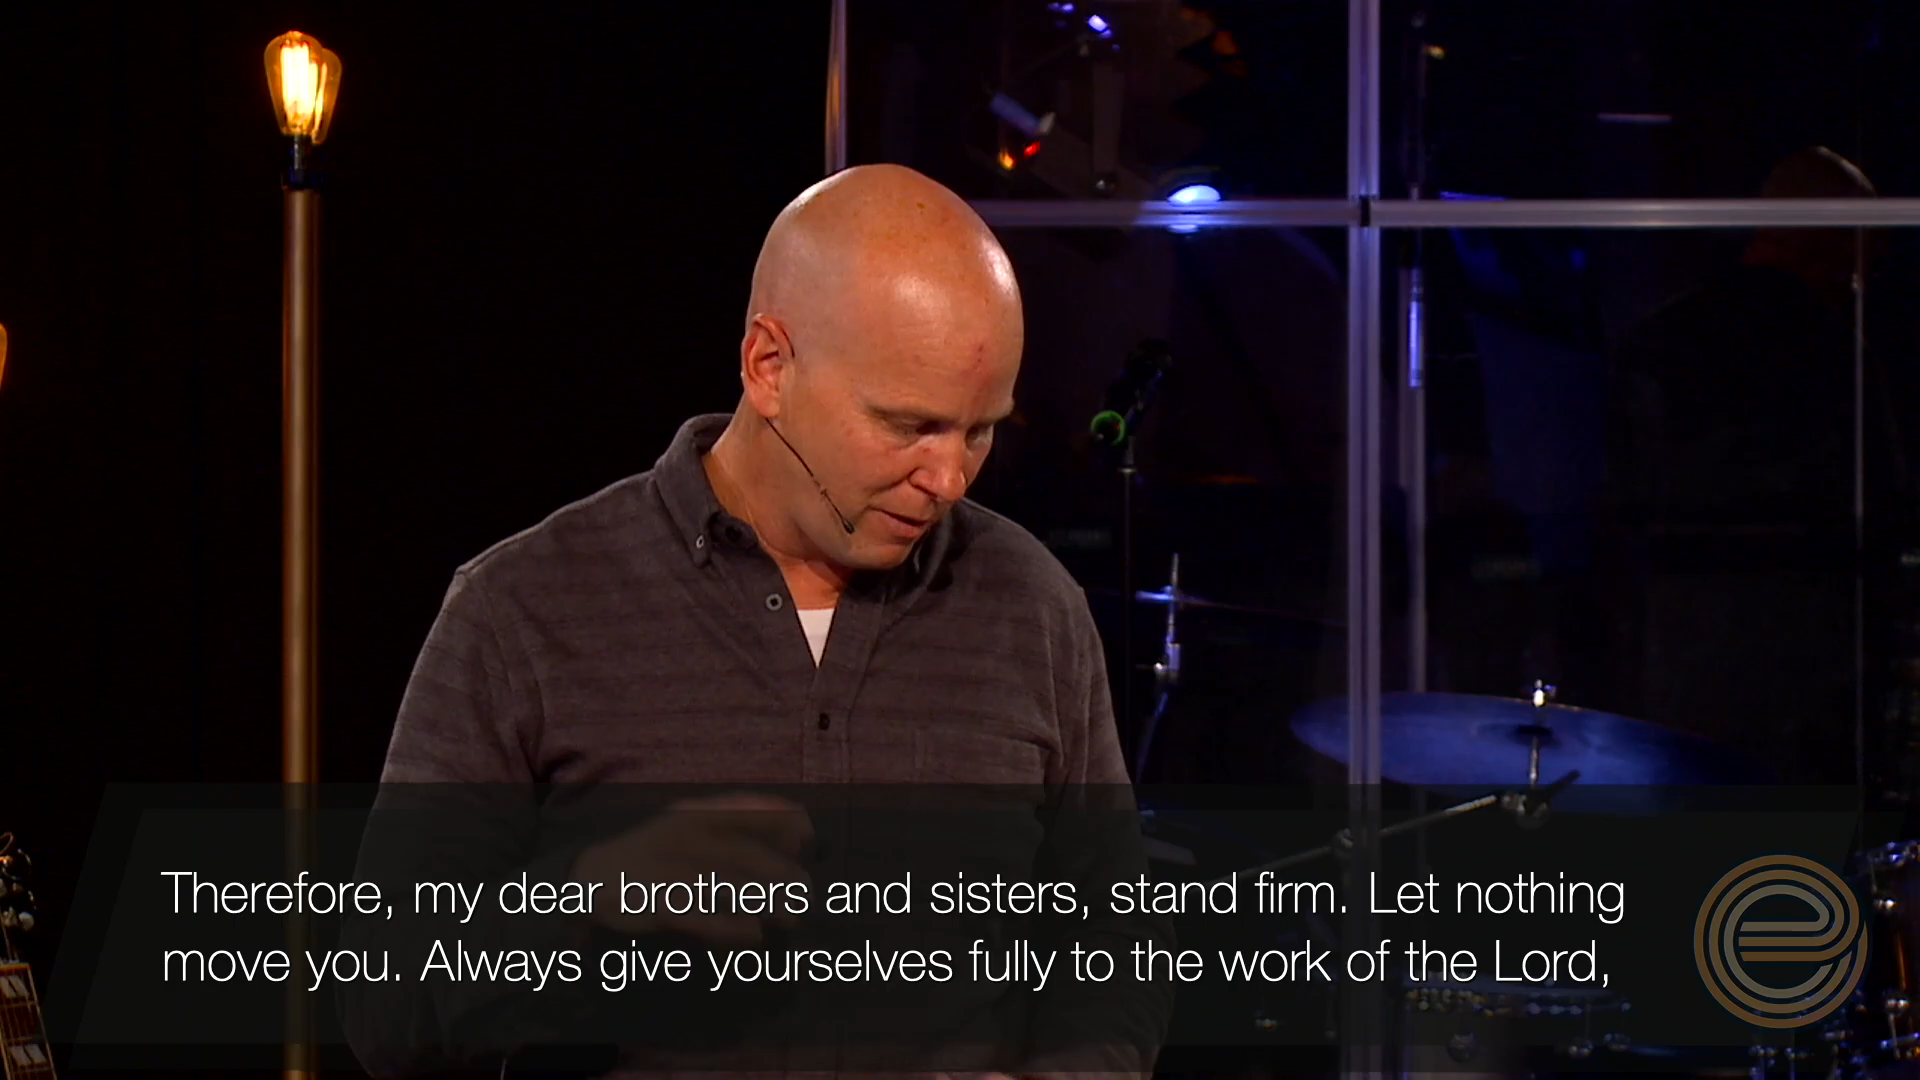 Therefore, my dear brothers and sisters, stand firm. Let nothing
move you. Always give yourselves fully to the work of the Lord,